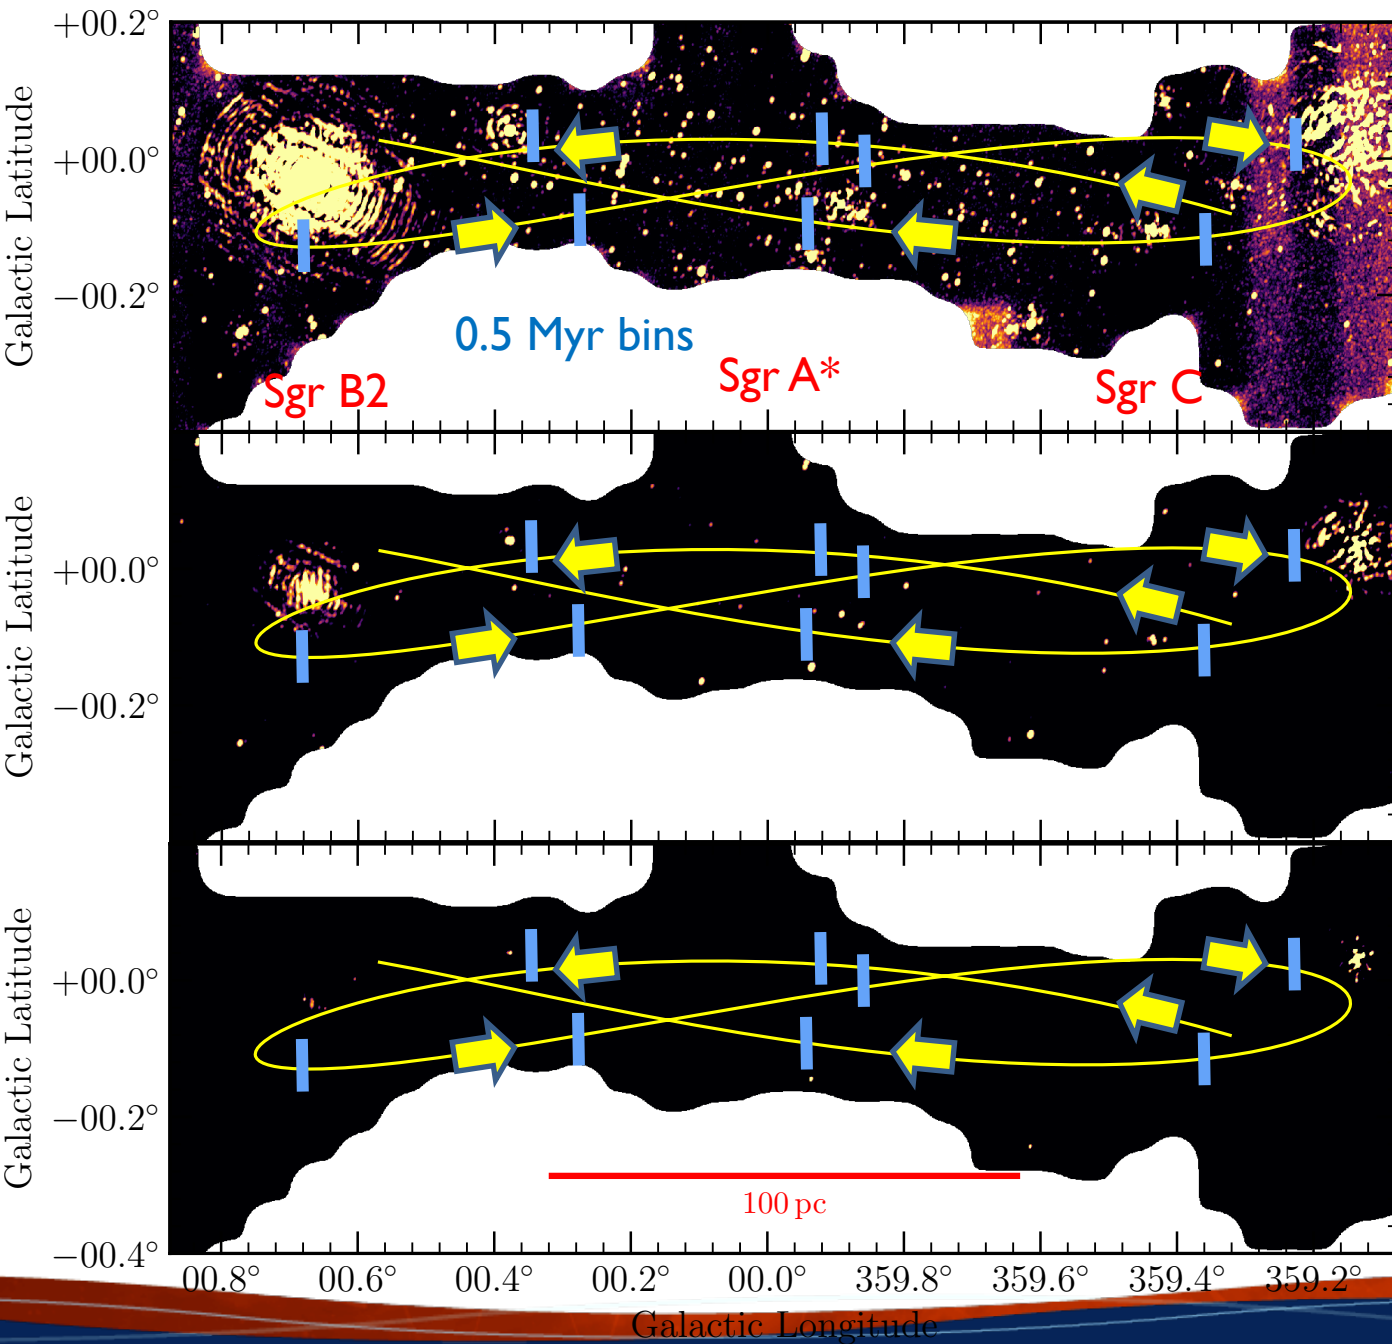 +00.2°
+00.0°
−00.2°
Galactic Latitude
0.5 Myr bins
Sgr B2
Sgr A*
Sgr C
+00.0°
−00.2°
Galactic Latitude
+00.0°
−00.2°
−00.4°
Galactic Latitude
100 pc
00.8° 00.6° 00.4° 00.2° 00.0° 359.8° 359.6° 359.4° 359.2°
Galactic Longitude